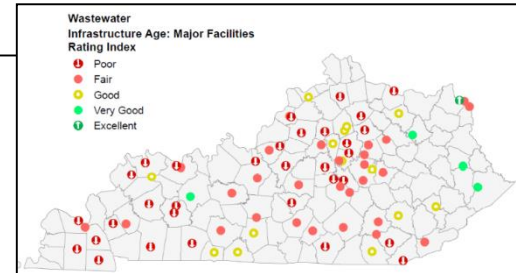 Wastewater
Infrastructure Age: Major Facilities
Rating Index
Poor
Fair
Good
Very Good
Excellent